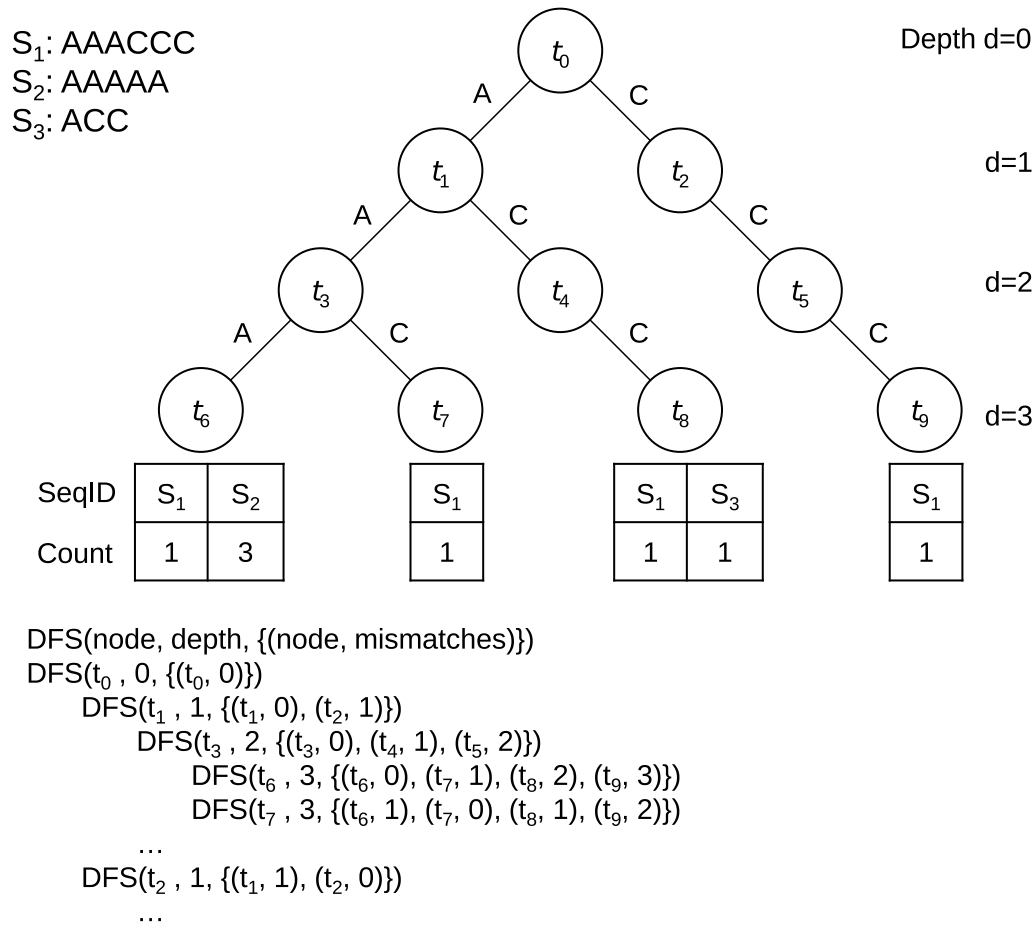 S₁: AAACCC
S₂: AAAAA
S₃: ACC
t₀
Depth d=0
A C
t₁ t₂
d=1
A C C
t₃ t₄ t₅
d=2
A C C C
t₆ t₇ t₈ t₉
d=3
SeqID S₁ S₂ S₁ S₁ S₃ S₁
Count 1 3 1 1 1 1
DFS(node, depth, {(node, mismatches)})
DFS(t₀ , 0, {(t₀, 0)})
DFS(t₁ , 1, {(t₁, 0), (t₂, 1)})
DFS(t₃ , 2, {(t₃, 0), (t₄, 1), (t₅, 2)})
DFS(t₆ , 3, {(t₆, 0), (t₇, 1), (t₈, 2), (t₉, 3)})
DFS(t₇ , 3, {(t₆, 1), (t₇, 0), (t₈, 1), (t₉, 2)})
...
DFS(t₂ , 1, {(t₁, 1), (t₂, 0)})
...